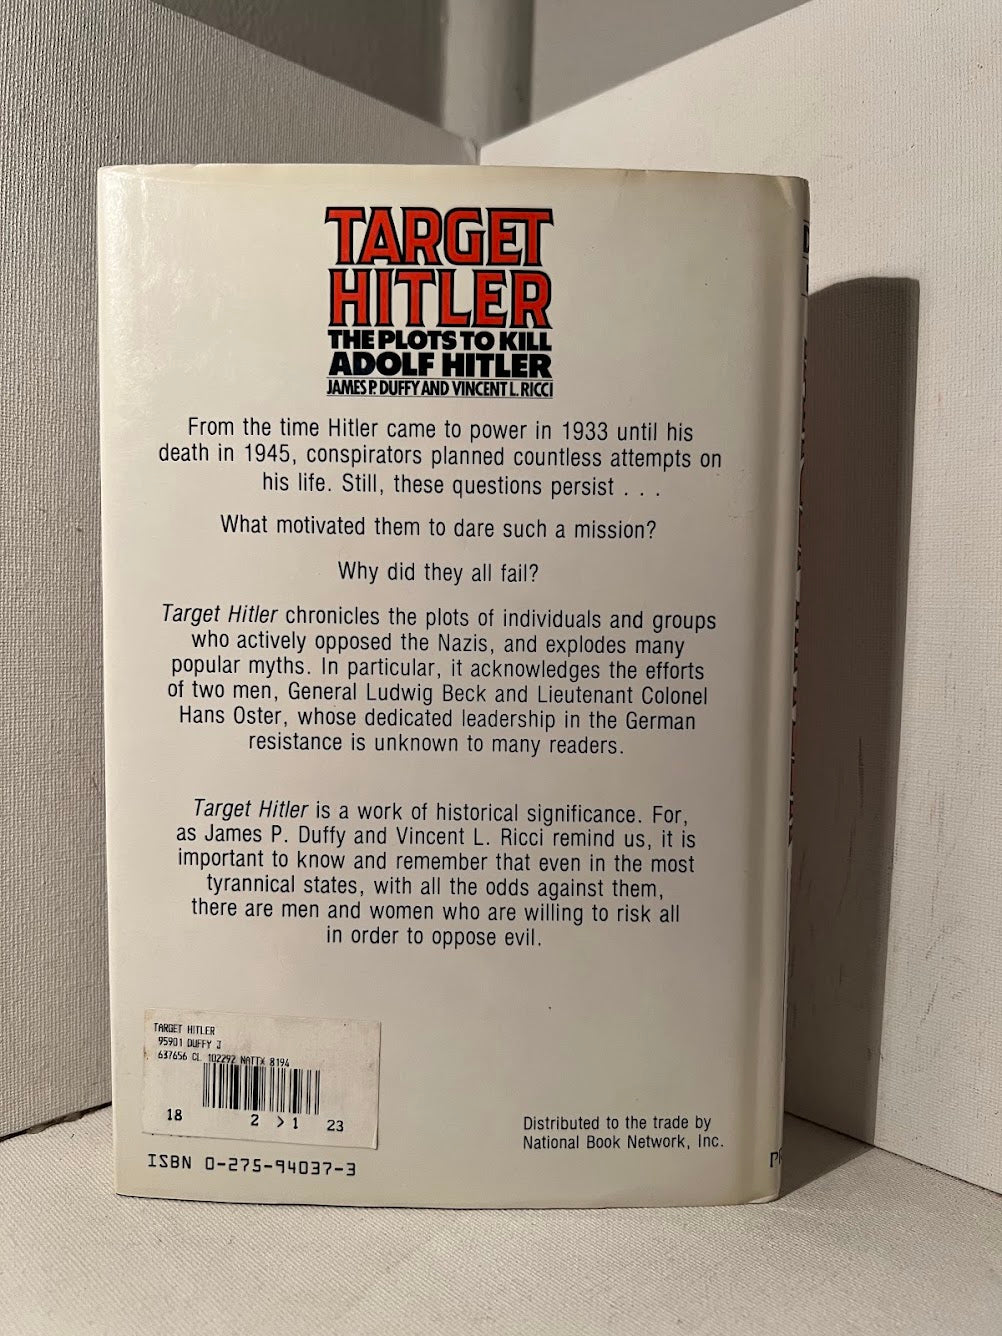 TARGET
HITLER
THE PLOTS TO KILL
ADOLF HITLER
JAMES P. DUFFY AND VINCENT L. RICCI
From the time Hitler came to power in 1933 until his
death in 1945, conspirators planned countless attempts on
his life. Still, these questions persist . . .
What motivated them to dare such a mission?
Why did they all fail?
Target Hitler chronicles the plots of individuals and groups
who actively opposed the Nazis, and explodes many
popular myths. In particular, it acknowledges the efforts
of two men, General Ludwig Beck and Lieutenant Colonel
Hans Oster, whose dedicated leadership in the German
resistance is unknown to many readers.
Target Hitler is a work of historical significance. For,
as James P. Duffy and Vincent L. Ricci remind us, it is
important to know and remember that even in the most
tyrannical states, with all the odds against them,
there are men and women who are willing to risk all
in order to oppose evil.
TARGET HITLER
95901 DUFFY J
637656 CL 102292 NATTX 8194
18 2 >1 23
ISBN 0-275-94037-3
Distributed to the trade by
National Book Network, Inc.